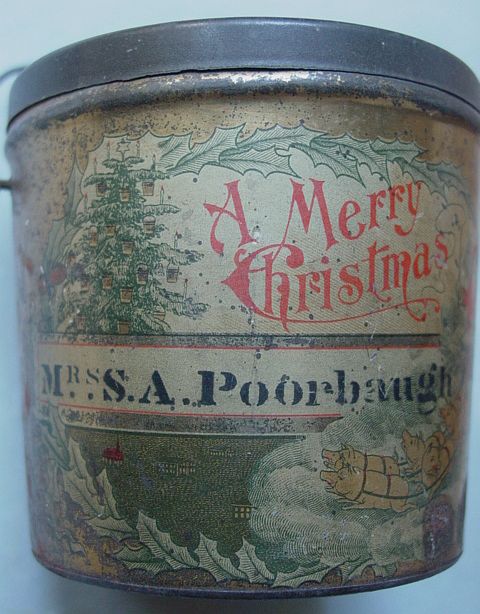 A Merry
Christmas
Mrs. S. A. Poorbaugh